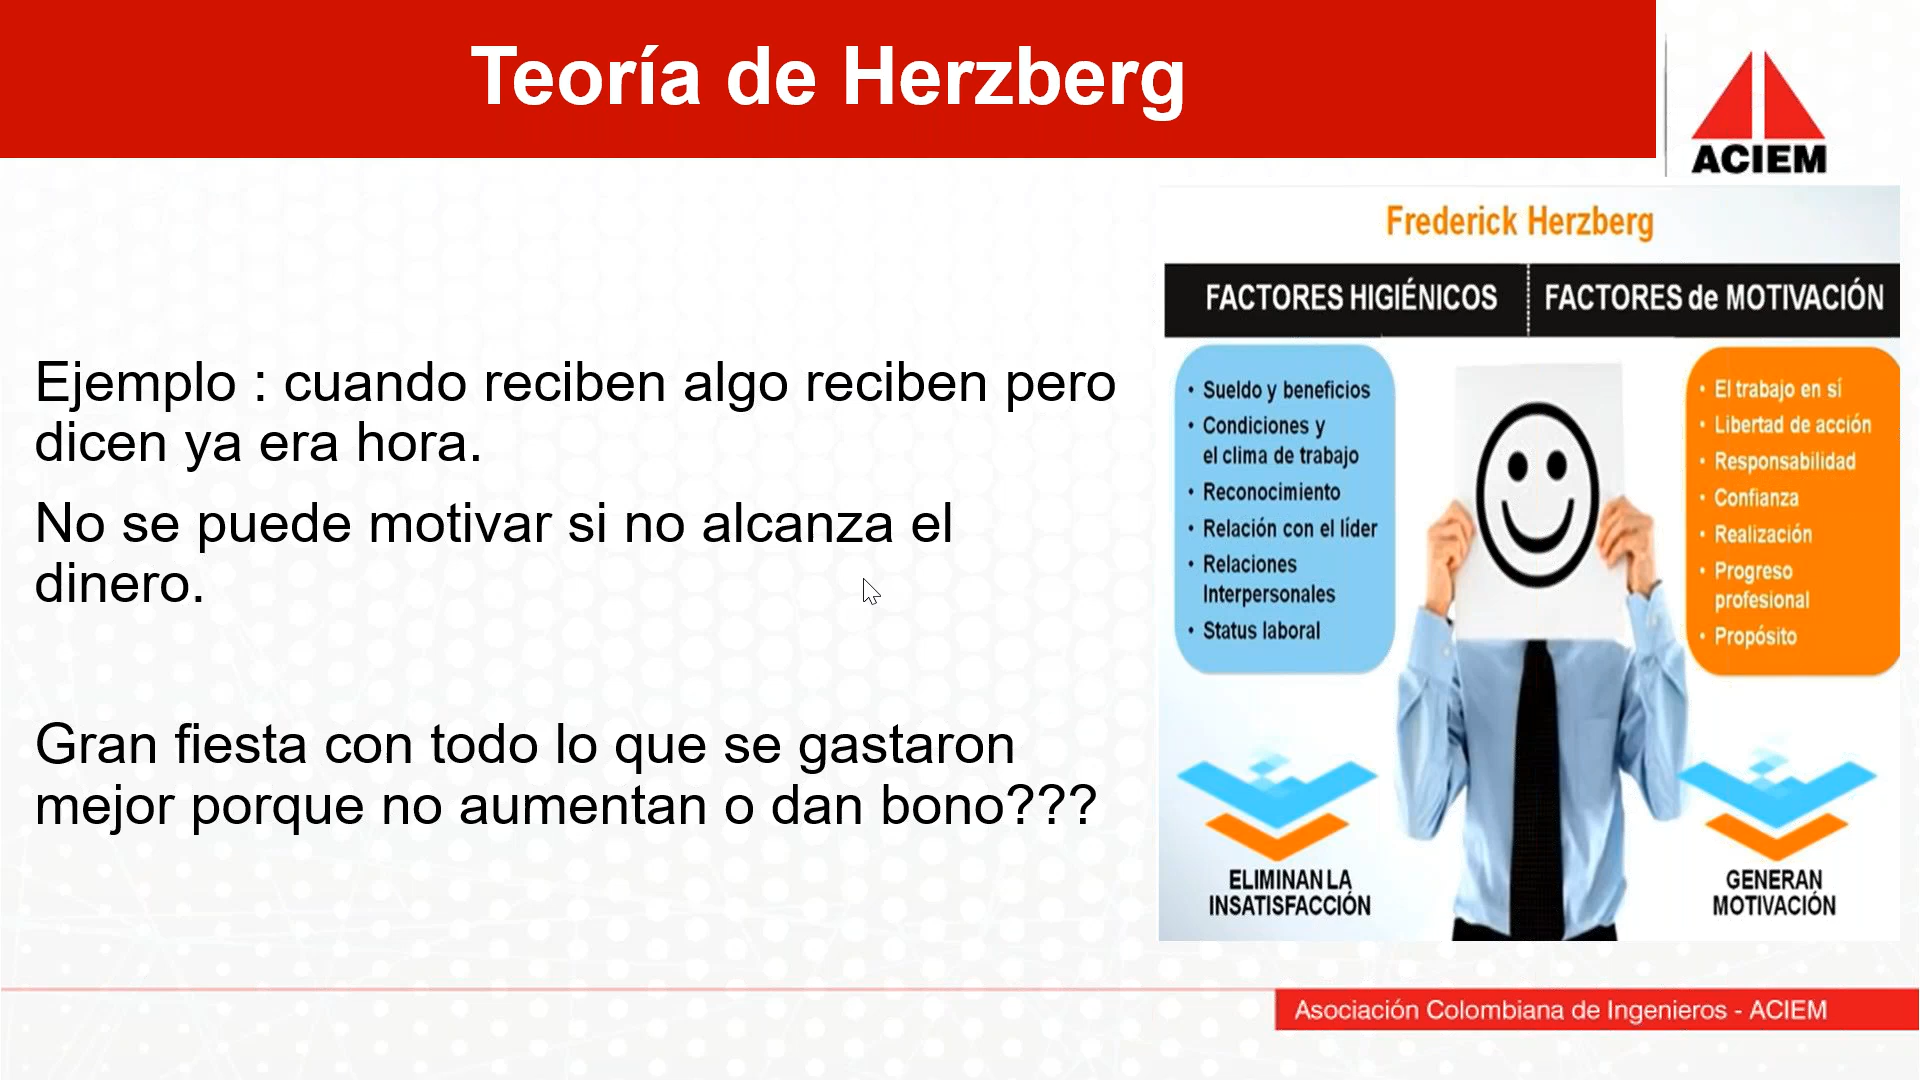 Teoría de Herzberg
ACIEM
Ejemplo : cuando reciben algo reciben pero
dicen ya era hora.
No se puede motivar si no alcanza el
dinero.
Gran fiesta con todo lo que se gastaron
mejor porque no aumentan o dan bono???
Frederick Herzberg
FACTORES HIGIÉNICOS
• Sueldo y beneficios
• Condiciones y
el clima de trabajo
• Reconocimiento
• Relación con el líder
• Relaciones
Interpersonales
• Status laboral
ELIMINAN LA
INSATISFACCIÓN
FACTORES de MOTIVACIÓN
• El trabajo en sí
• Libertad de acción
• Responsabilidad
• Confianza
• Realización
• Progreso
profesional
• Propósito
GENERAN
MOTIVACIÓN
Asociación Colombiana de Ingenieros - ACIEM